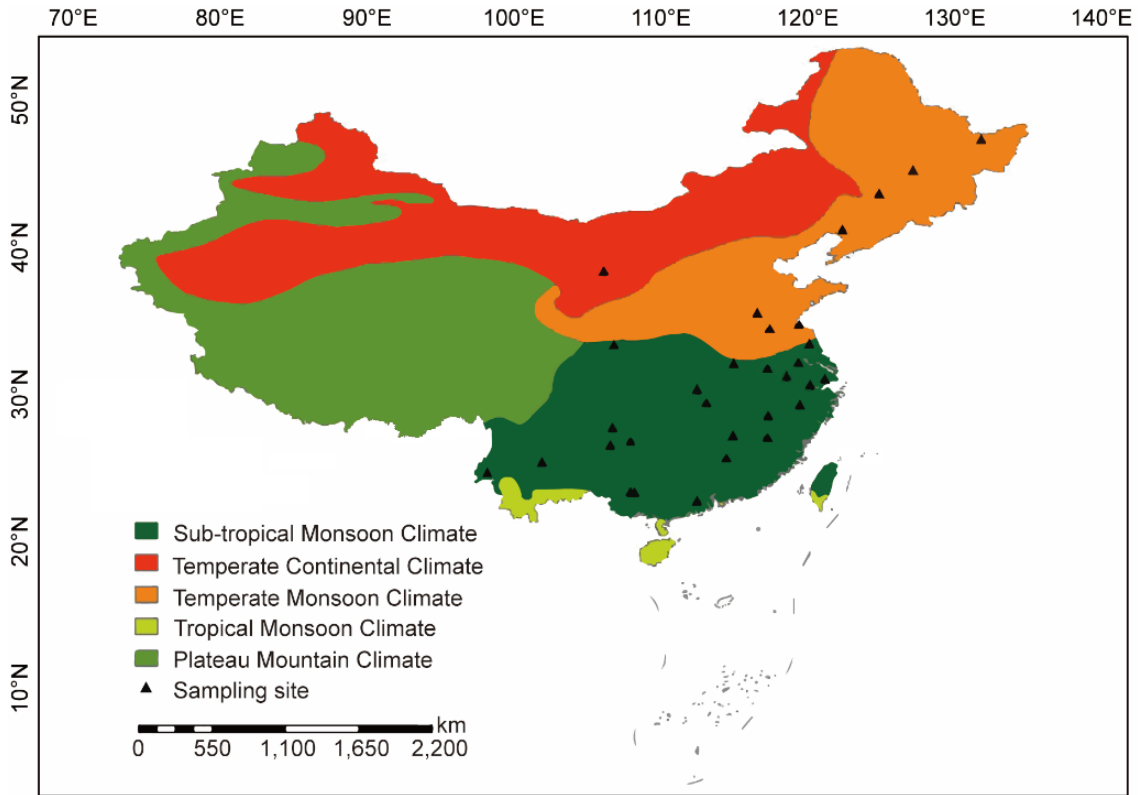 70°E 80°E 90°E 100°E 110°E 120°E 130°E 140°E
50°N
40°N
30°N
20°N
10°N
Sub-tropical Monsoon Climate
Temperate Continental Climate
Temperate Monsoon Climate
Tropical Monsoon Climate
Plateau Mountain Climate
Sampling site
km
0 550 1,100 1,650 2,200